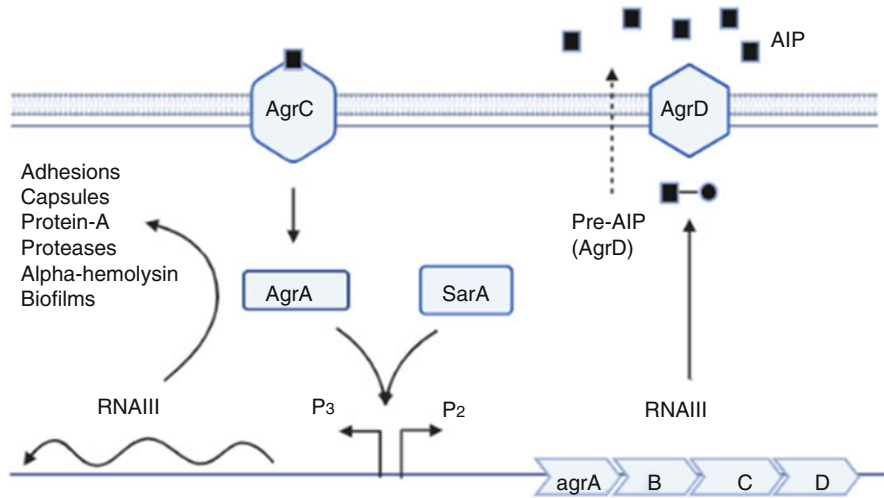 AIP
AgrC
AgrD
Adhesions
Capsules
Protein-A
Proteases
Alpha-hemolysin
Biofilms
Pre-AIP
(AgrD)
AgrA
SarA
RNAIII
P3
P2
RNAIII
agrA
B
C
D